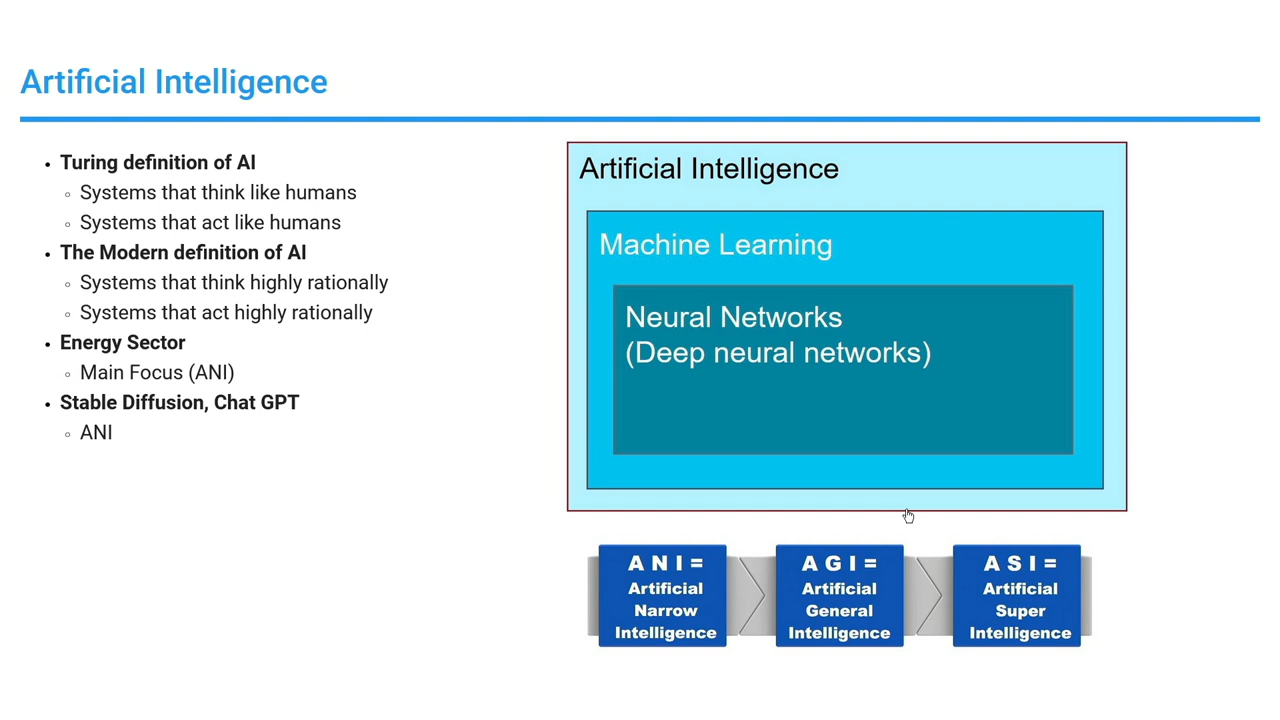 Artificial Intelligence
Turing definition of AI
Systems that think like humans
Systems that act like humans
The Modern definition of AI
Systems that think highly rationally
Systems that act highly rationally
Energy Sector
Main Focus (ANI)
Stable Diffusion, Chat GPT
ANI
Artificial Intelligence
Machine Learning
Neural Networks
(Deep neural networks)
ANI=
Artificial
Narrow
Intelligence
AGI=
Artificial
General
Intelligence
ASI=
Artificial
Super
Intelligence